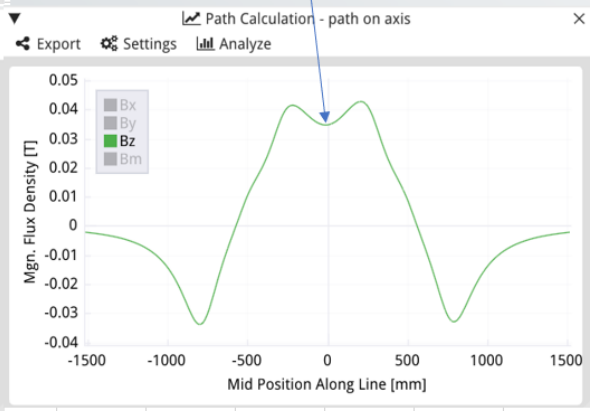 Path Calculation - path on axis
Export Settings Analyze
0.05
0.04
0.03
0.02
0.01
0
-0.01
-0.02
-0.03
-0.04
Mgn. Flux Density [T]
Bx
By
Bz
Bm
-1500 -1000 -500 0 500 1000 1500
Mid Position Along Line [mm]